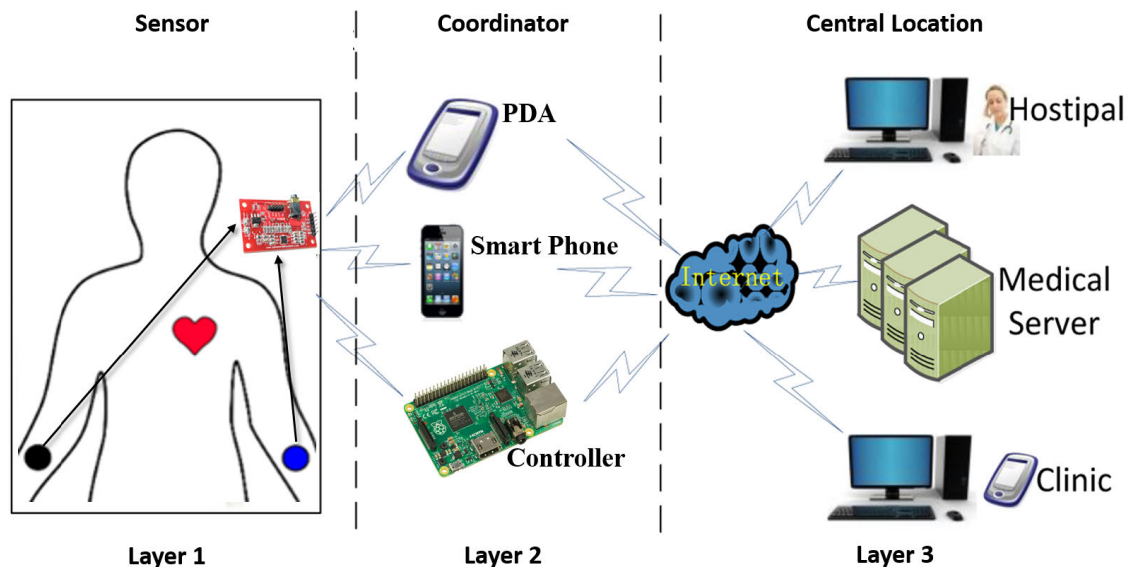 Sensor
Coordinator
Central Location
PDA
Hostipal
Smart Phone
Internet
Medical
Server
Controller
Clinic
Layer 1
Layer 2
Layer 3